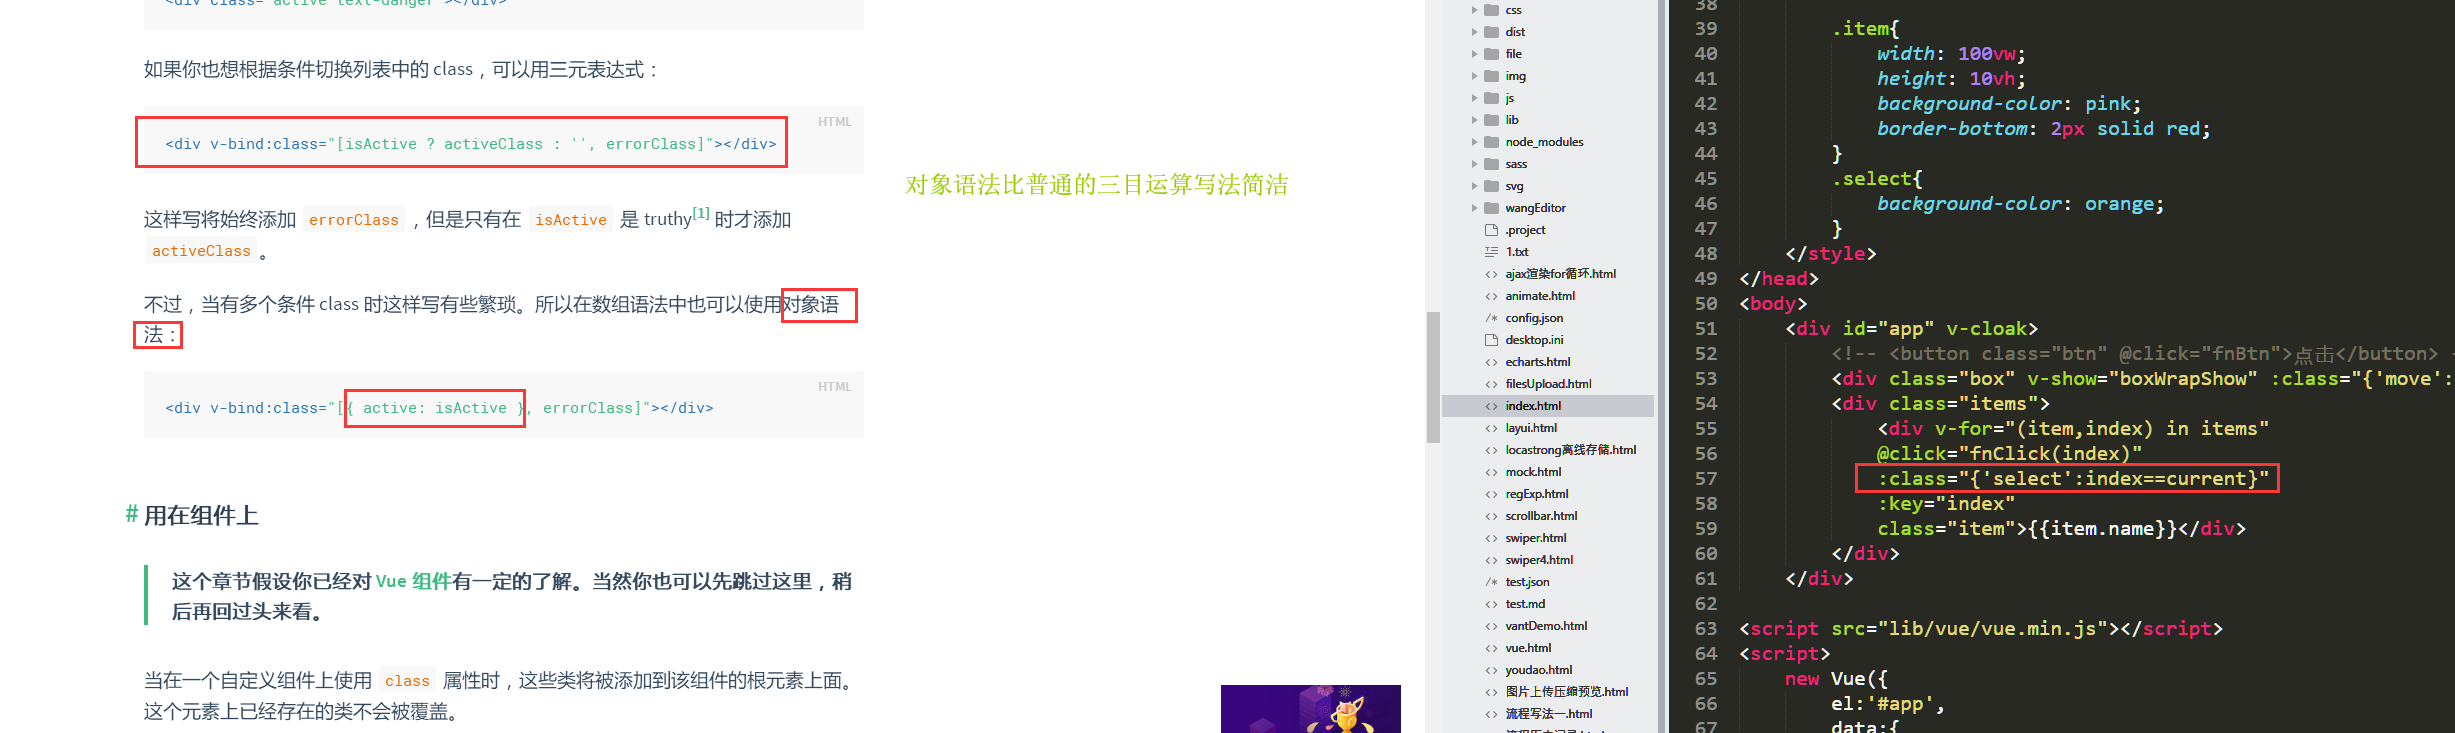 <div class="active text-danger"></div>
如果你也想根据条件切换列表中的 class，可以用三元表达式：
HTML
<div v-bind:class="[isActive ? activeClass : '', errorClass]"></div>
对象语法比普通的三目运算写法简洁
这样写将始终添加 errorClass ，但是只有在 isActive 是 truthy[1] 时才添加
activeClass 。
不过，当有多个条件 class 时这样写有些繁琐。所以在数组语法中也可以使用对象语
法：
HTML
<div v-bind:class="[{ active: isActive }, errorClass]"></div>
# 用在组件上
这个章节假设你已经对 Vue 组件有一定的了解。当然你也可以先跳过这里，稍
后再回过头来看。
当在一个自定义组件上使用 class 属性时，这些类将被添加到该组件的根元素上面。
这个元素上已经存在的类不会被覆盖。
css
dist
file
img
js
lib
node_modules
sass
svg
wangEditor
.project
1.txt
<> ajax渲染for循环.html
<> animate.html
/* config.json
desktop.ini
<> echarts.html
<> filesUpload.html
<> index.html
<> layui.html
<> locastrong离线存储.html
<> mock.html
<> regExp.html
<> scrollbar.html
<> swiper.html
<> swiper4.html
/* test.json
<> test.md
<> vantDemo.html
<> vue.html
<> youdao.html
<> 图片上传压缩预览.html
<> 流程写法一.html
38
39 .item{
40 width: 100vw;
41 height: 10vh;
42 background-color: pink;
43 border-bottom: 2px solid red;
44 }
45 .select{
46 background-color: orange;
47 }
48 </style>
49 </head>
50 <body>
51 <div id="app" v-cloak>
52 <!-- <button class="btn" @click="fnBtn">点击</button>
53 <div class="box" v-show="boxWrapShow" :class="{'move':
54 <div class="items">
55 <div v-for="(item,index) in items"
56 @click="fnClick(index)"
57 :class="{'select':index==current}"
58 :key="index"
59 class="item">{{item.name}}</div>
60 </div>
61 </div>
62
63 <script src="lib/vue/vue.min.js"></script>
64 <script>
65 new Vue({
66 el:'#app',
67 data:{